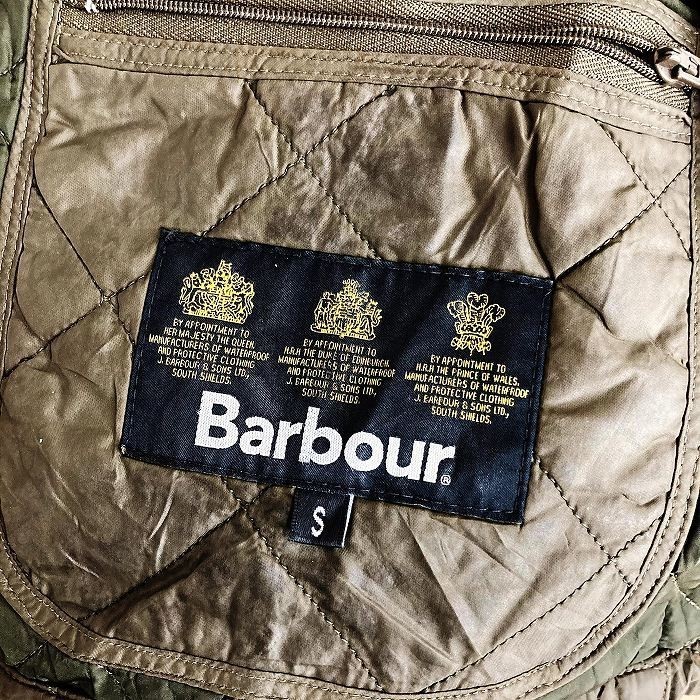 BY APPOINTMENT TO
HER MAJESTY THE QUEEN.
MANUFACTURERS OF WATERPROOF
AND PROTECTIVE CLOTHING
J. BARBOUR & SONS LTD.,
SOUTH SHIELDS.
BY APPOINTMENT TO
H.R.H. THE DUKE OF EDINBURGH.
MANUFACTURERS OF WATERPROOF
AND PROTECTIVE CLOTHING
J. BARBOUR & SONS LTD.,
SOUTH SHIELDS.
BY APPOINTMENT TO
H.R.H. THE PRINCE OF WALES.
MANUFACTURERS OF WATERPROOF
AND PROTECTIVE CLOTHING
J. BARBOUR & SONS LTD.,
SOUTH SHIELDS.
Barbour®
S